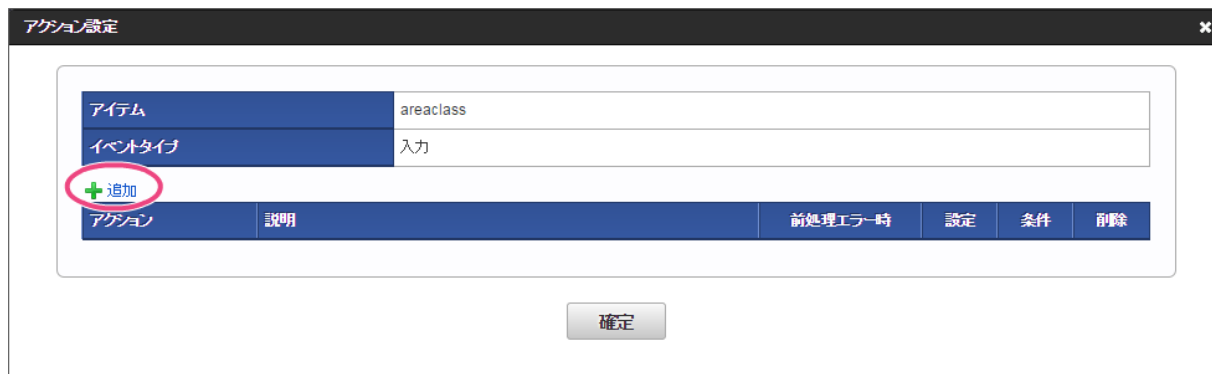 アクション設定
アイテム areaclass
イベントタイプ 入力
追加
アクション 説明 前処理エラー時 設定 条件 削除
確定